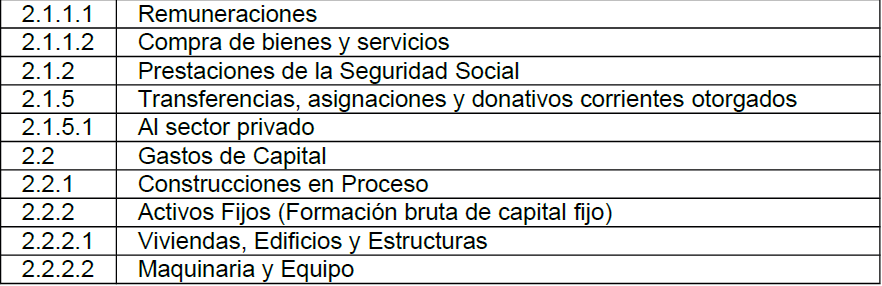 2.1.1.1 Remuneraciones
2.1.1.2 Compra de bienes y servicios
2.1.2 Prestaciones de la Seguridad Social
2.1.5 Transferencias, asignaciones y donativos corrientes otorgados
2.1.5.1 Al sector privado
2.2 Gastos de Capital
2.2.1 Construcciones en Proceso
2.2.2 Activos Fijos (Formación bruta de capital fijo)
2.2.2.1 Viviendas, Edificios y Estructuras
2.2.2.2 Maquinaria y Equipo